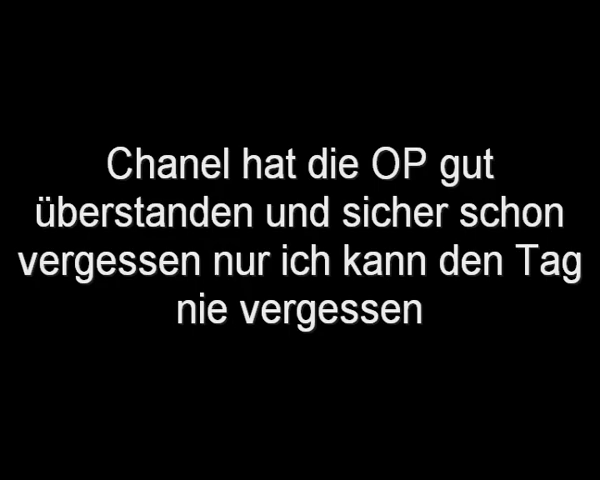 Chanel hat die OP gut
überstanden und sicher schon
vergessen nur ich kann den Tag
nie vergessen